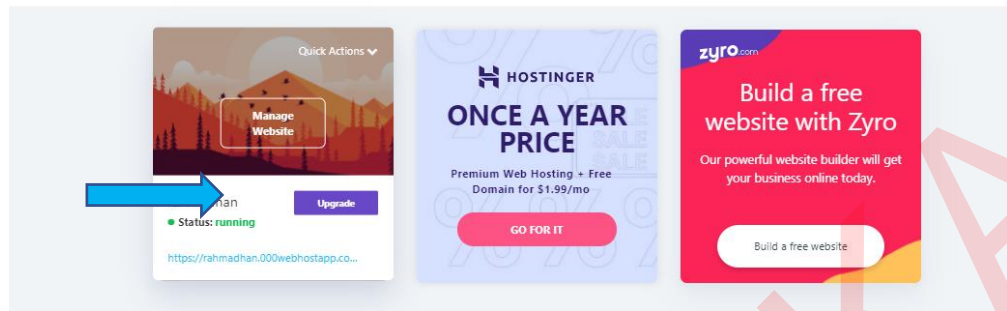 Quick Actions
Manage
Website
Upgrade
Status: running
https://rahmadhan.000webhostapp.co...
HOSTINGER
ONCE A YEAR
PRICE
Premium Web Hosting + Free
Domain for $1.99/mo
GO FOR IT
zyro.com
Build a free
website with Zyro
Our powerful website builder will get
your business online today.
Build a free website